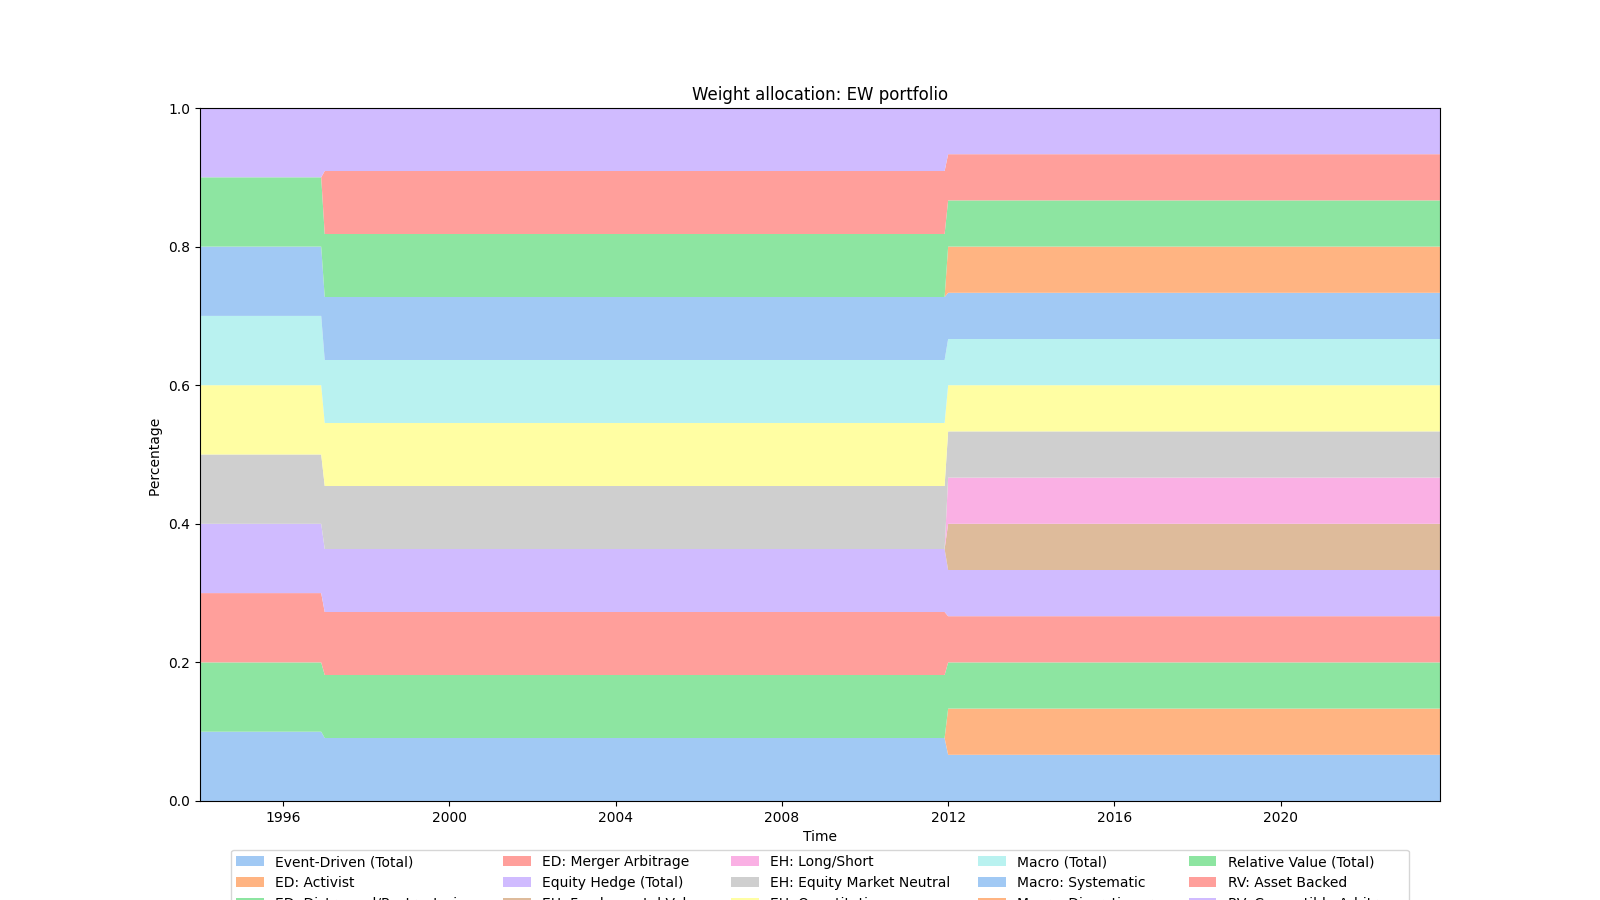 Weight allocation: EW portfolio
1.0
0.8
0.6
0.4
0.2
0.0
Percentage
1996 2000 2004 2008 2012 2016 2020
Time
Event-Driven (Total) ED: Merger Arbitrage EH: Long/Short Macro (Total) Relative Value (Total)
ED: Activist Equity Hedge (Total) EH: Equity Market Neutral Macro: Systematic RV: Asset Backed